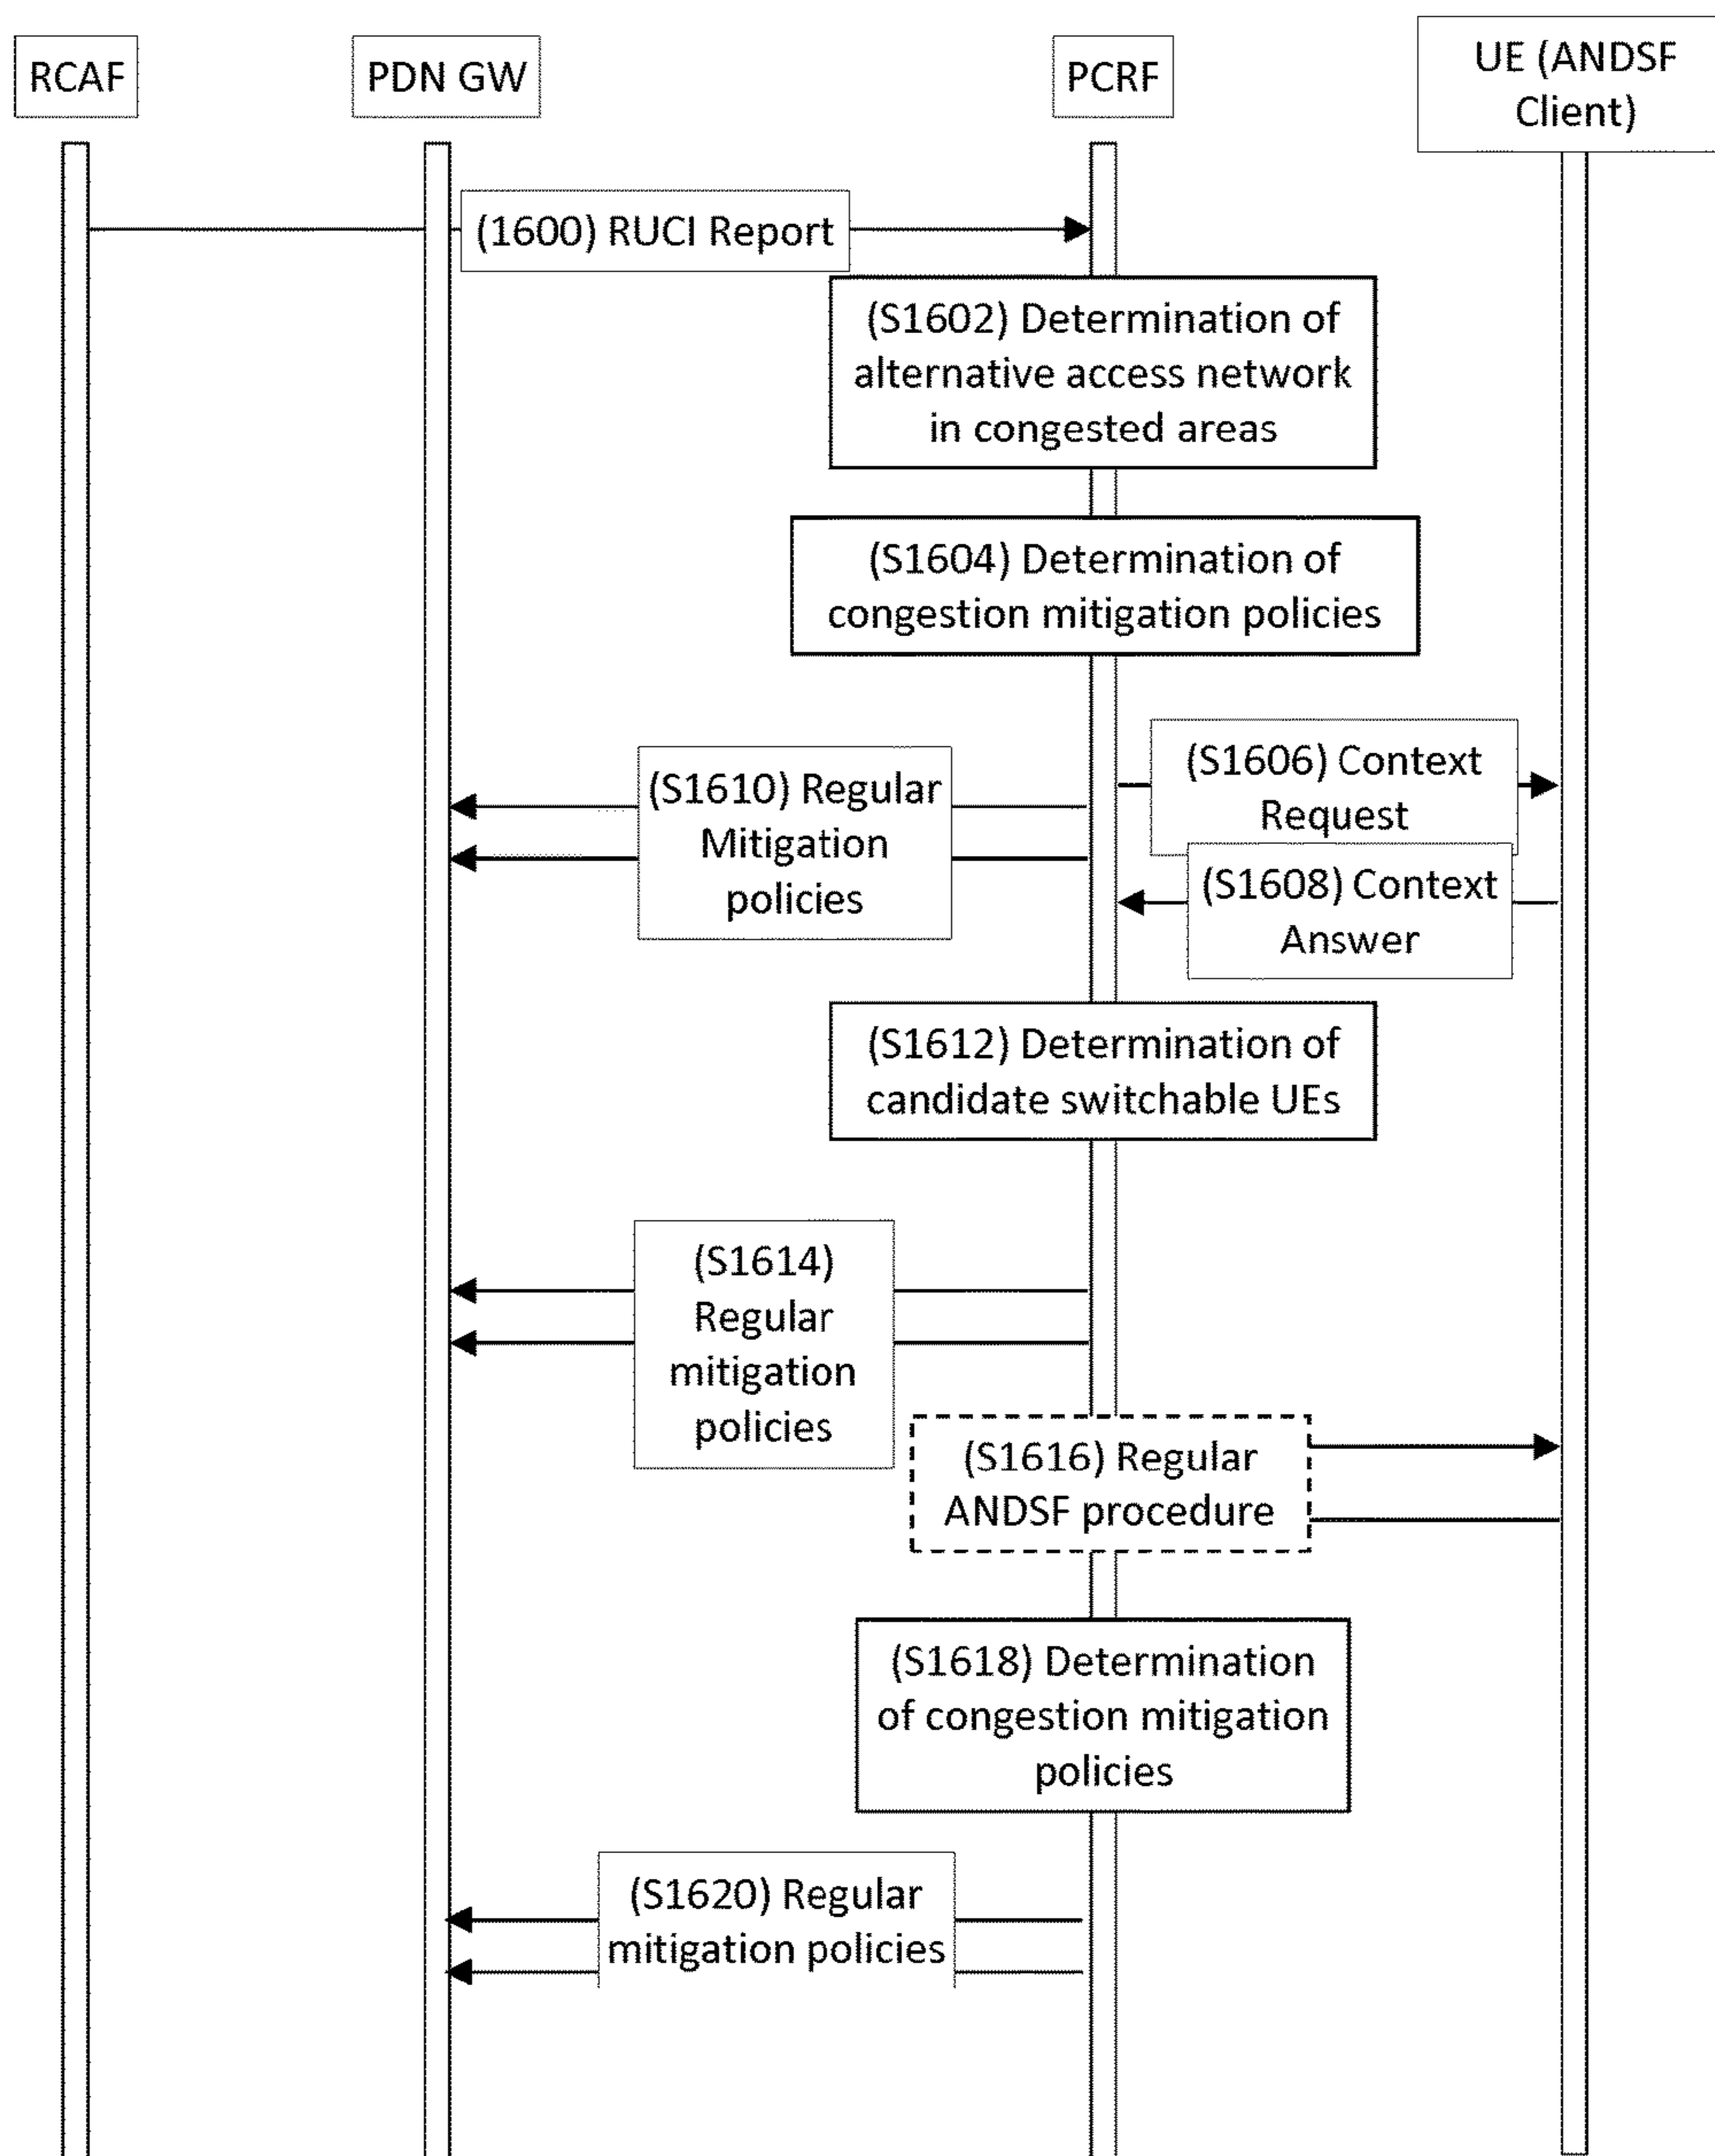 RCAF
PDN GW
PCRF
UE (ANDSF
Client)
(1600) RUCI Report
(S1602) Determination of
alternative access network
in congested areas
(S1604) Determination of
congestion mitigation policies
(S1606) Context
Request
(S1610) Regular
Mitigation
policies
(S1608) Context
Answer
(S1612) Determination of
candidate switchable UEs
(S1614)
Regular
mitigation
policies
(S1616) Regular
ANDSF procedure
(S1618) Determination
of congestion mitigation
policies
(S1620) Regular
mitigation policies